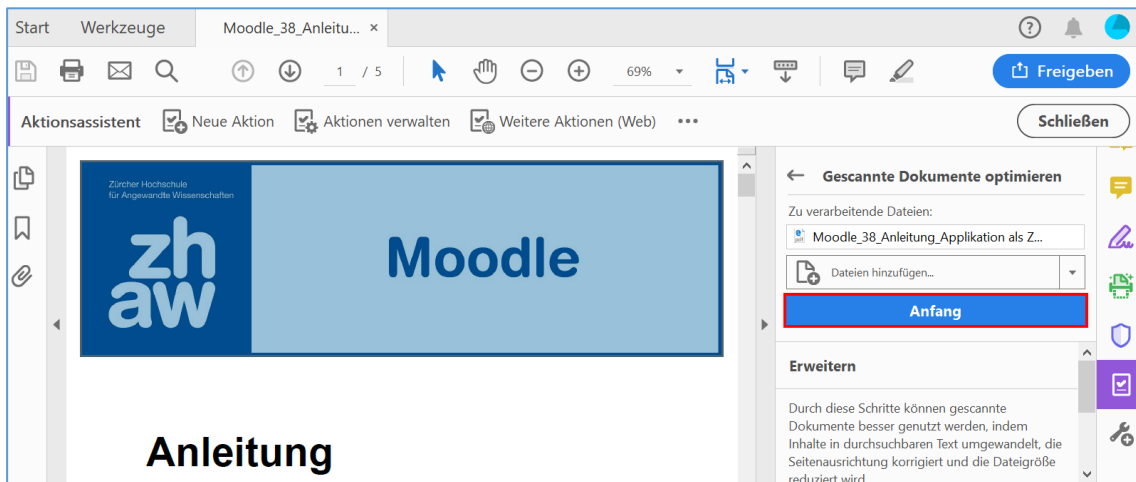 Start Werkzeuge Moodle_38_Anleitu... ×
1 / 5 69% Freigeben
Aktionsassistent Neue Aktion Aktionen verwalten Weitere Aktionen (Web) ••• Schließen
Zürcher Hochschule
für Angewandte Wissenschaften
zh
aw
Moodle
Anleitung
Gescannte Dokumente optimieren
Zu verarbeitende Dateien:
Moodle_38_Anleitung_Applikation als Z...
Dateien hinzufügen...
Anfang
Erweitern
Durch diese Schritte können gescannte
Dokumente besser genutzt werden, indem
Inhalte in durchsuchbaren Text umgewandelt, die
Seitenausrichtung korrigiert und die Dateigröße
reduziert wird